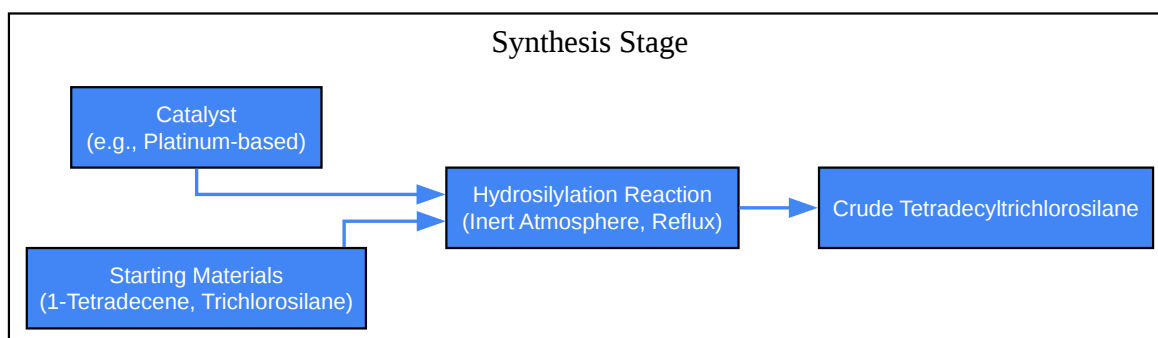 Synthesis Stage
Catalyst
(e.g., Platinum-based)
Hydrosilylation Reaction
(Inert Atmosphere, Reflux)
Crude Tetradecyltrichlorosilane
Starting Materials
(1-Tetradecene, Trichlorosilane)